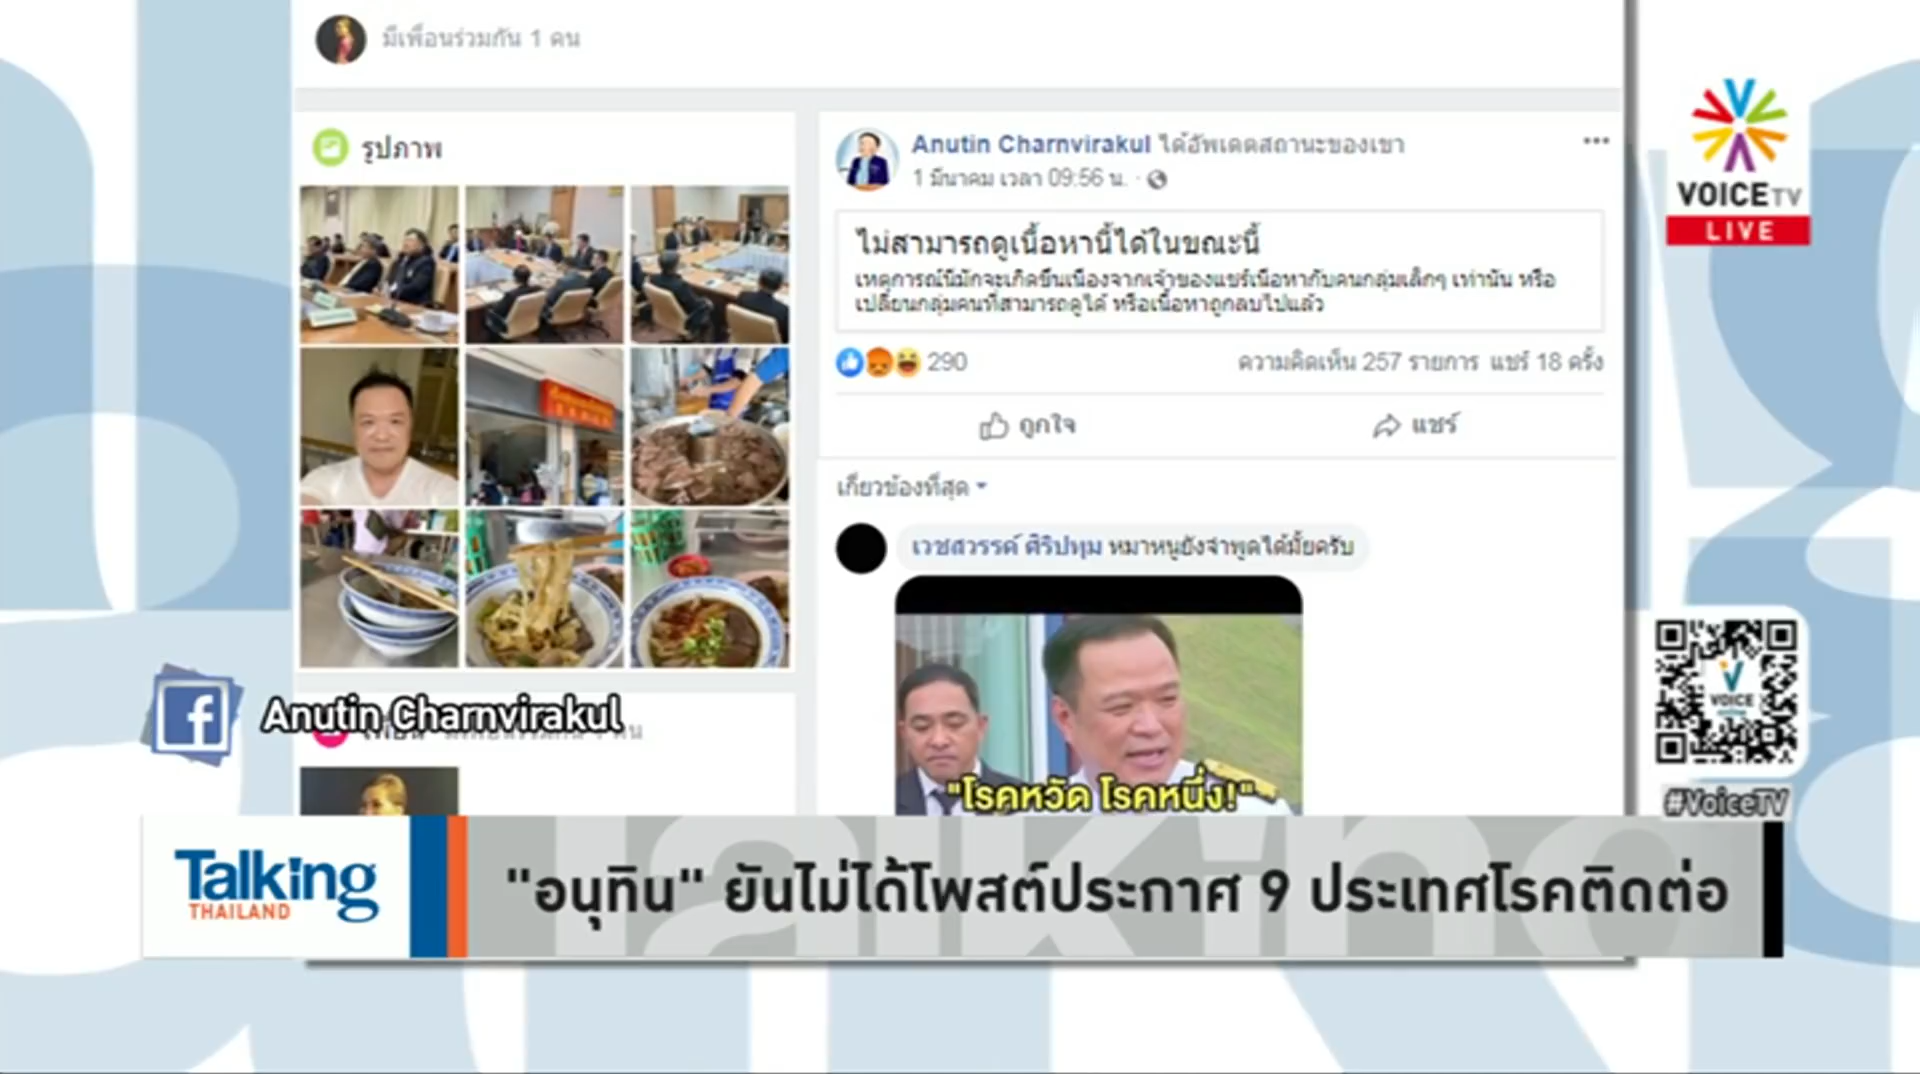 มีเพื่อนร่วมกัน 1 คน
รูปภาพ
Anutin Charnvirakul ได้อัพเดตสถานะของเขา
1 มีนาคม เวลา 09:56 น.
ไม่สามารถดูเนื้อหานี้ได้ในขณะนี้
เหตุการณ์นี้มักจะเกิดขึ้นเนื่องจากเจ้าของแชร์เนื้อหากับคนกลุ่มเล็กๆ เท่านั้น หรือ
เปลี่ยนกลุ่มคนที่สามารถดูได้ หรือเนื้อหาถูกลบไปแล้ว
290
ความคิดเห็น 257 รายการ แชร์ 18 ครั้ง
ถูกใจ
แชร์
เกี่ยวข้องที่สุด
เวชสวรรค์ ศิริปทุม หมาหนูยังจำพูดได้มั้ยครับ
"โรคหวัด โรคหนึ่ง!"
VOICE TV
LIVE
VOICE
#VoiceTV
Anutin Charnvirakul
Talking
THAILAND
"อนุทิน" ยันไม่ได้โพสต์ประกาศ 9 ประเทศโรคติดต่อ